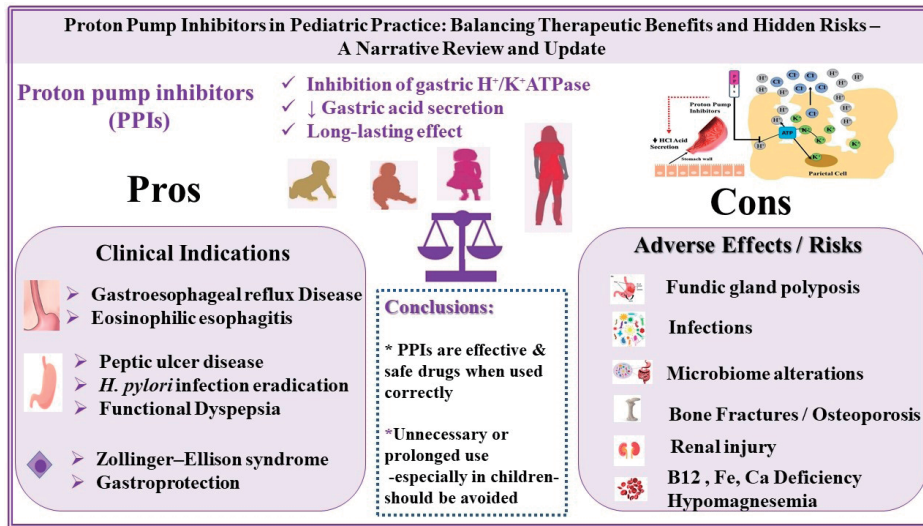 Proton Pump Inhibitors in Pediatric Practice: Balancing Therapeutic Benefits and Hidden Risks –
A Narrative Review and Update
Proton pump inhibitors
(PPIs)
✓ Inhibition of gastric H⁺/K⁺ATPase
✓ ↓ Gastric acid secretion
✓ Long-lasting effect
Proton Pump
Inhibitors
HCl Acid
Secretion
Stomach wall
H⁺
Cl⁻
H⁺
Cl⁻
H⁺
H⁺
Cl⁻
H⁺
K⁺
ATP
H⁺
K⁺
K⁺
Parietal Cell
Pros
Clinical Indications
➢ Gastroesophageal reflux Disease
➢ Eosinophilic esophagitis
➢ Peptic ulcer disease
➢ H. pylori infection eradication
➢ Functional Dyspepsia
➢ Zollinger–Ellison syndrome
➢ Gastroprotection
Conclusions:
* PPIs are effective &
safe drugs when used
correctly
*Unnecessary or
prolonged use
-especially in children-
should be avoided
Cons
Adverse Effects / Risks
Fundic gland polyposis
Infections
Microbiome alterations
Bone Fractures / Osteoporosis
Renal injury
B12 , Fe, Ca Deficiency
Hypomagnesemia